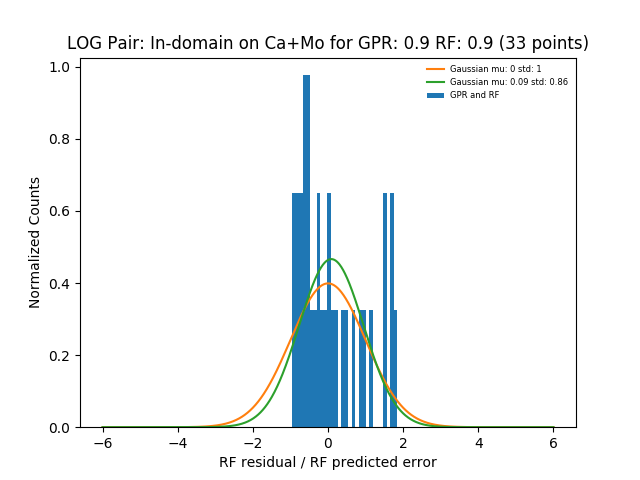 LOG Pair: In-domain on Ca+Mo for GPR: 0.9 RF: 0.9 (33 points)
Gaussian mu: 0 std: 1
Gaussian mu: 0.09 std: 0.86
GPR and RF
Normalized Counts
1.0
0.8
0.6
0.4
0.2
0.0
−6 −4 −2 0 2 4 6
RF residual / RF predicted error